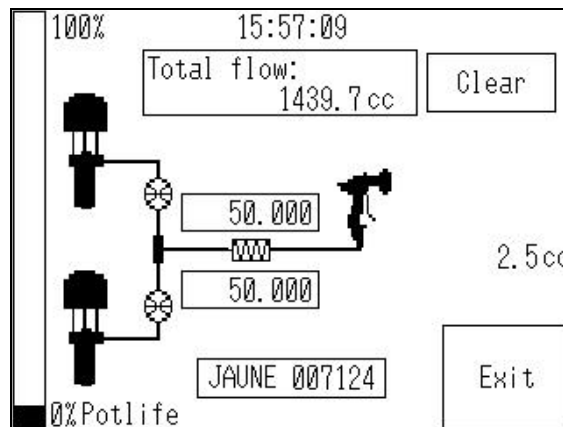 100%
15:57:09
Total flow:
1439.7cc
Clear
50.000
2.5cc
50.000
JAUNE 007124
Exit
0%Potlife